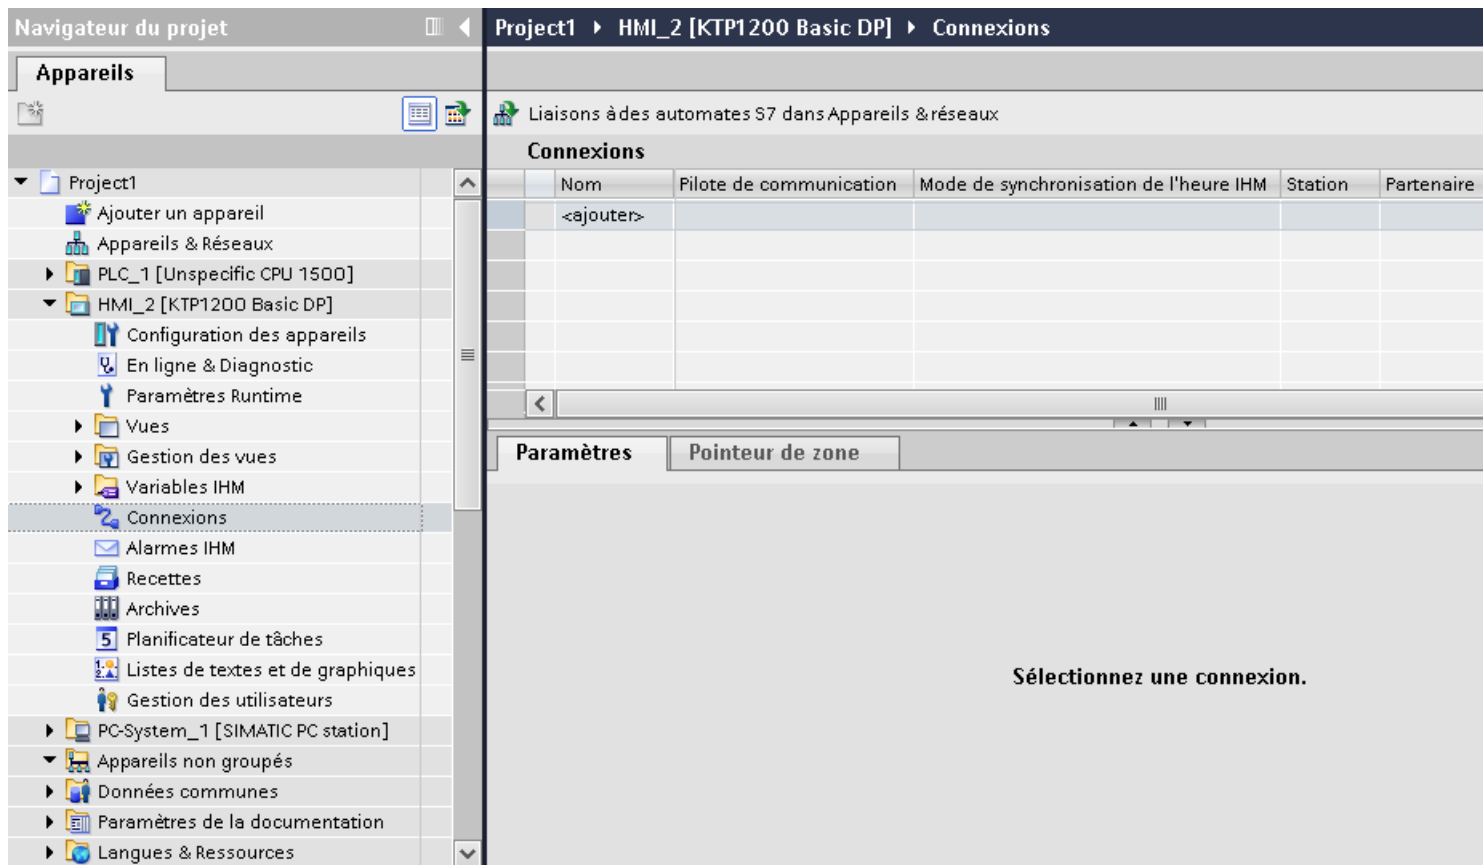 Navigateur du projet
Appareils
Project1
Ajouter un appareil
Appareils & Réseaux
PLC_1 [Unspecific CPU 1500]
HMI_2 [KTP1200 Basic DP]
Configuration des appareils
En ligne & Diagnostic
Paramètres Runtime
Vues
Gestion des vues
Variables IHM
Connexions
Alarmes IHM
Recettes
Archives
Planificateur de tâches
Listes de textes et de graphiques
Gestion des utilisateurs
PC-System_1 [SIMATIC PC station]
Appareils non groupés
Données communes
Paramètres de la documentation
Langues & Ressources
Project1 HMI_2 [KTP1200 Basic DP] Connexions
Liaisons à des automates S7 dans Appareils & réseaux
Connexions
Nom Pilote de communication Mode de synchronisation de l'heure IHM Station Partenaire
<ajouter>
Paramètres Pointeur de zone
Sélectionnez une connexion.